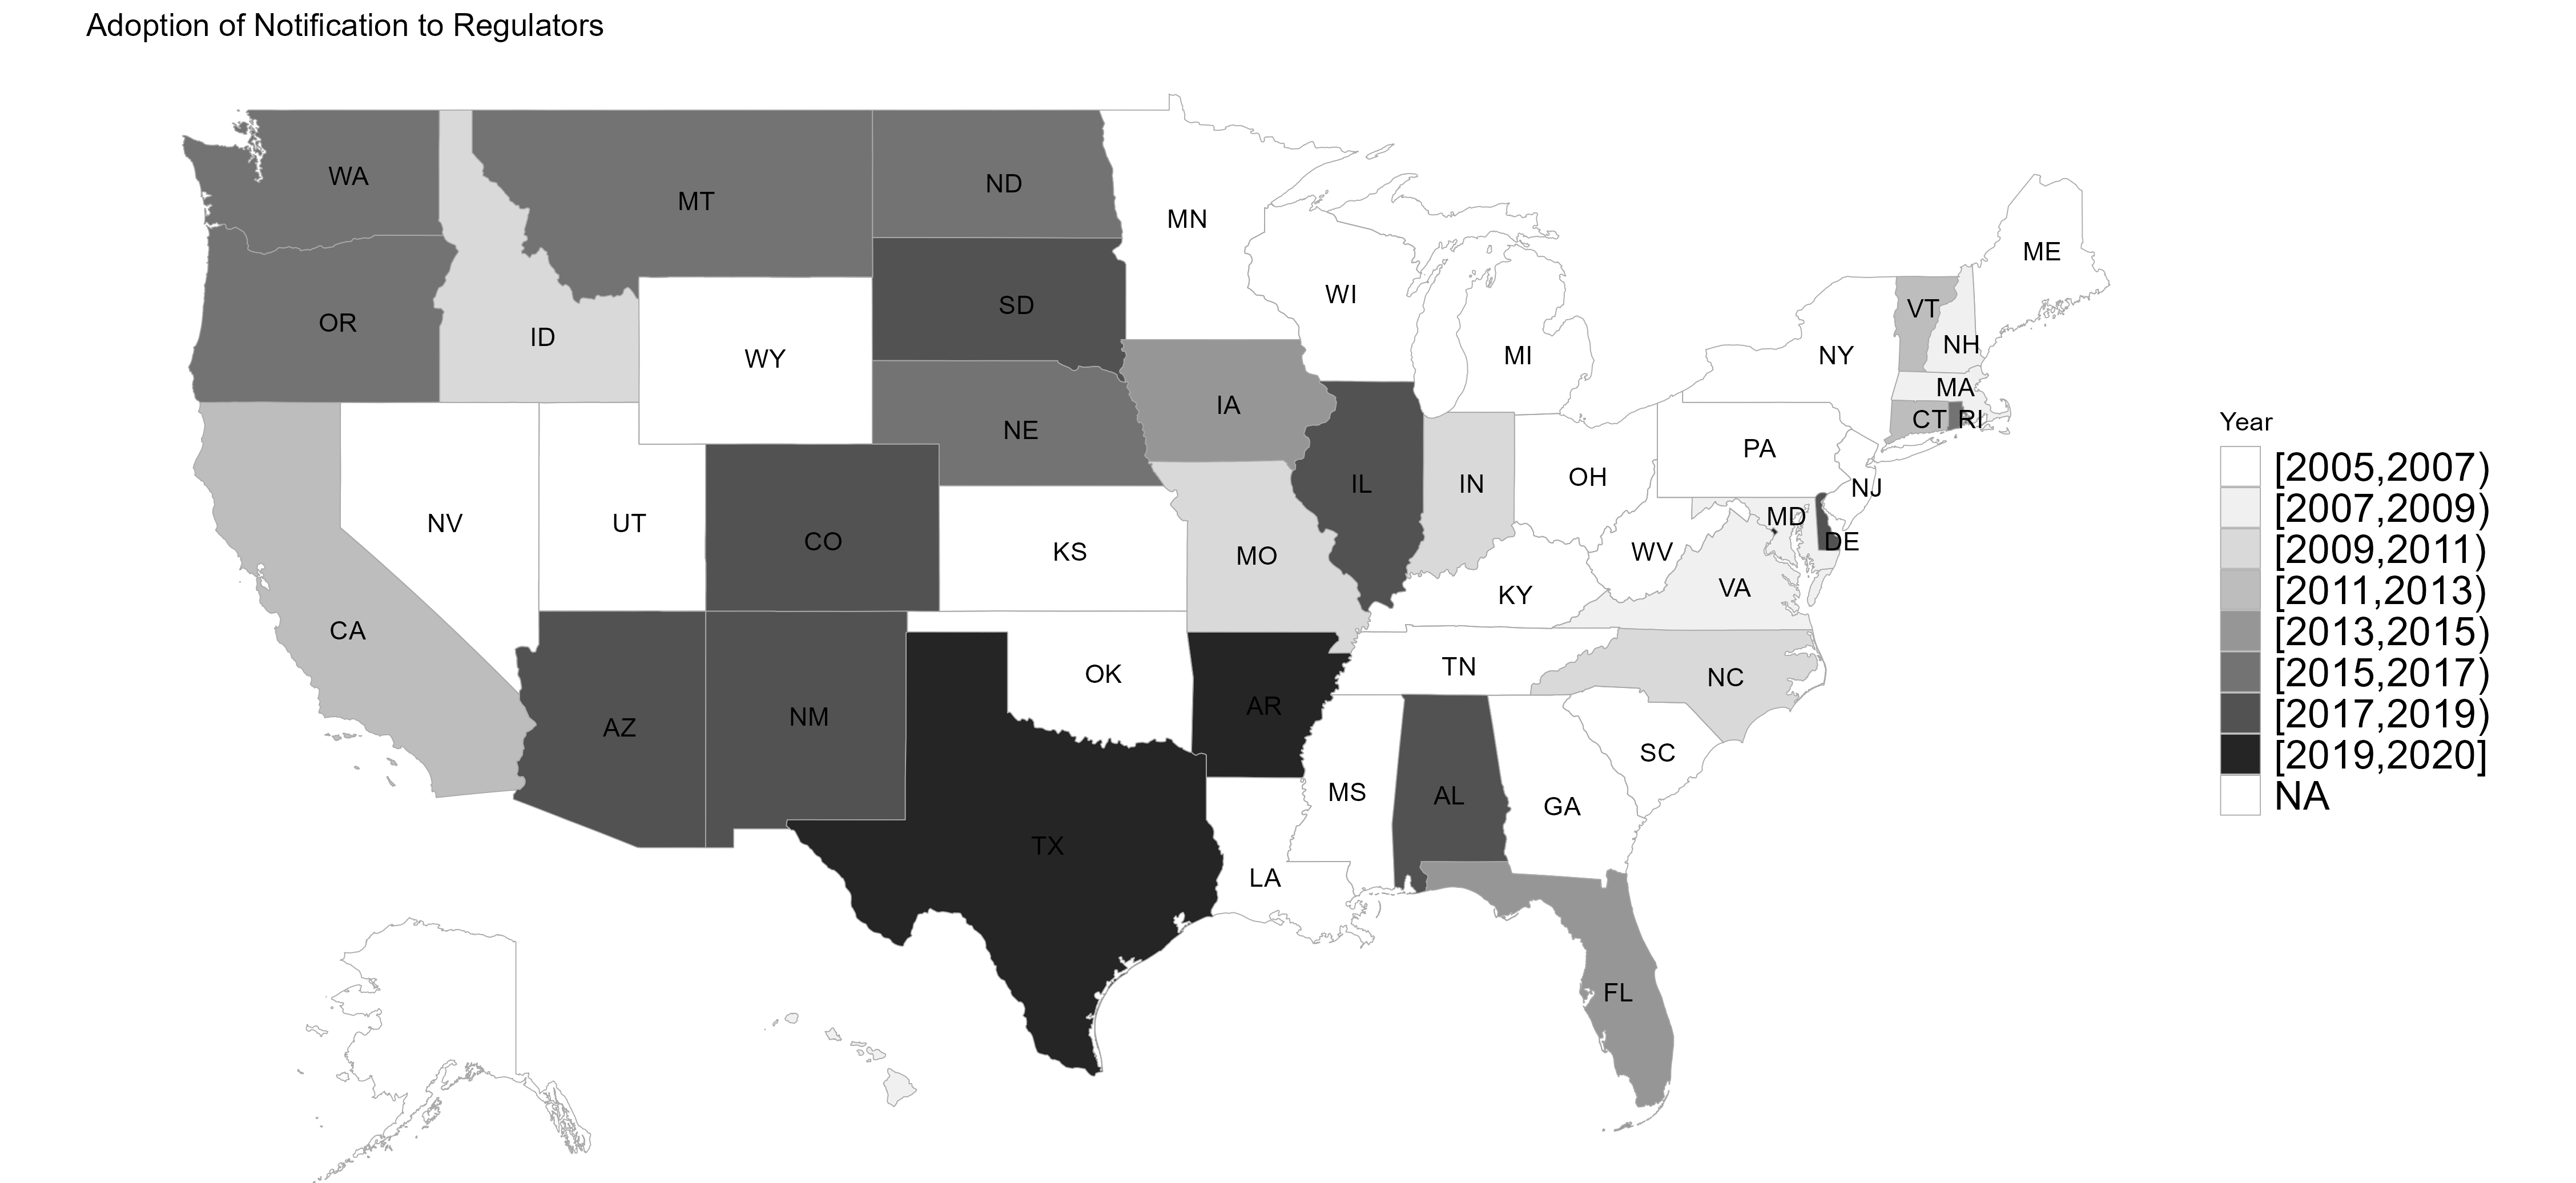 Adoption of Notification to Regulators
WA
MT
ND
MN
ME
OR
ID
SD
WI
VT
NH
WY
MI
NY
MA
IA
NE
CT
RI
PA
NV
UT
CO
KS
MO
IL
IN
OH
NJ
MD
DE
WV
VA
KY
CA
AZ
NM
OK
AR
TN
NC
SC
TX
LA
MS
AL
GA
FL
Year
[2005,2007)
[2007,2009)
[2009,2011)
[2011,2013)
[2013,2015)
[2015,2017)
[2017,2019)
[2019,2020]
NA